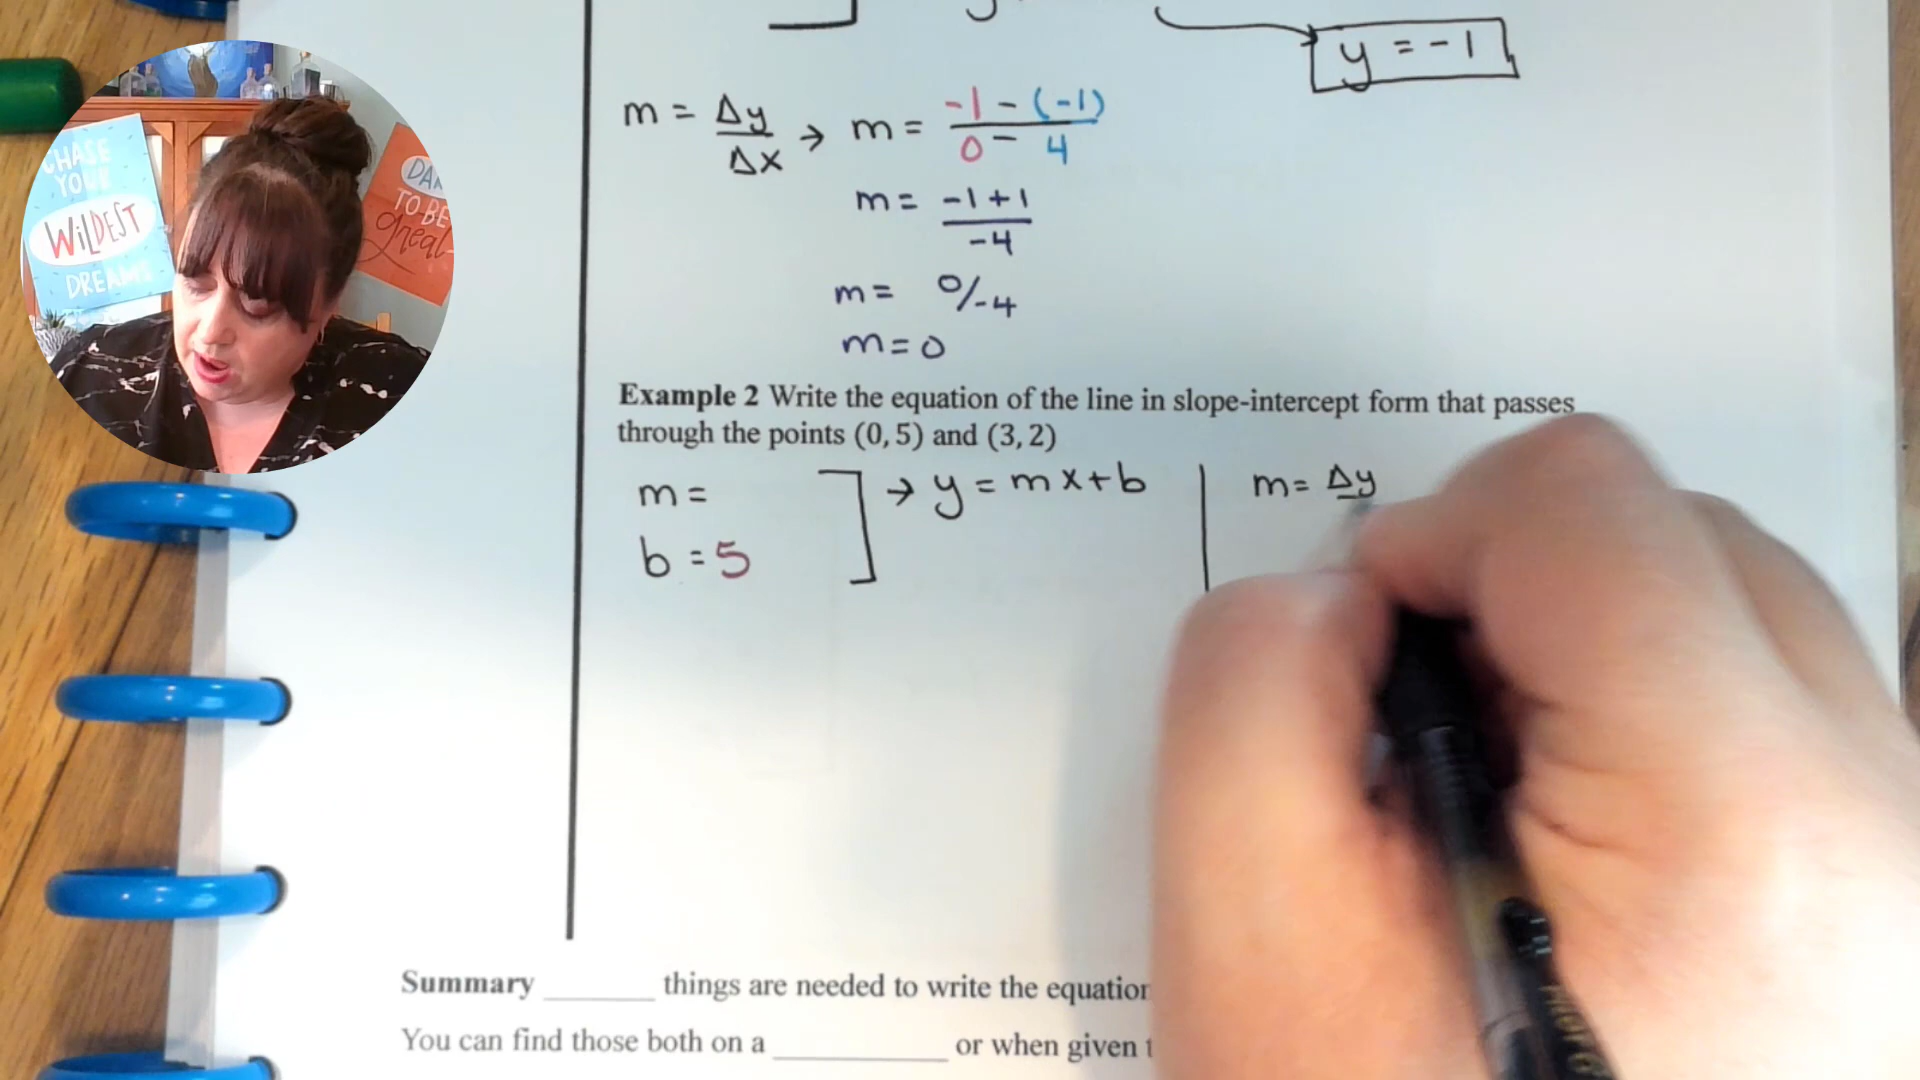 y = -1
m = Δy/Δx → m = -1 - (-1)/0 - 4
m = -1 + 1/-4
m = 0/-4
m = 0
CHASE
YOUR
WILDEST
DREAMS
TO BE
great
Example 2 Write the equation of the line in slope-intercept form that passes
through the points (0, 5) and (3, 2)
m = ] → y = mx + b | m = Δy
b = 5
Summary ______ things are needed to write the equation
You can find those both on a ______ or when given